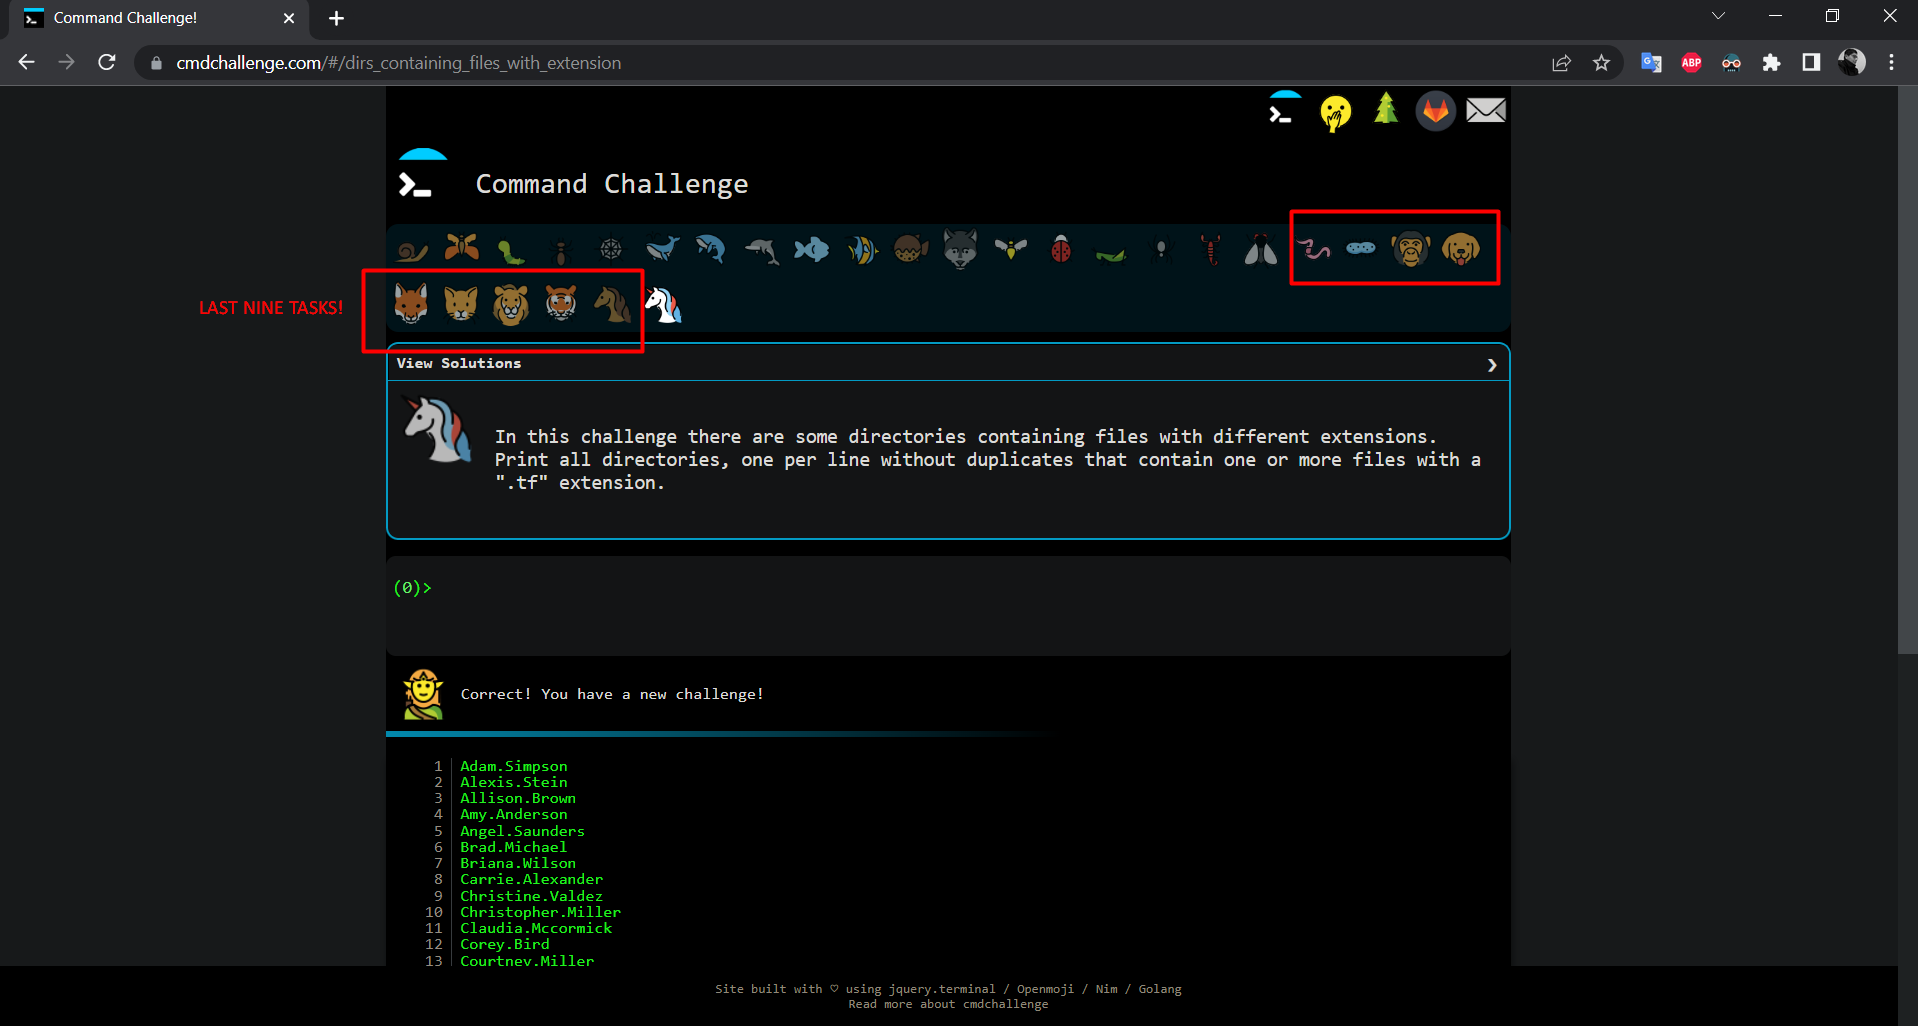 Command Challenge!
cmdchallenge.com/#/dirs_containing_files_with_extension
ABP
Command Challenge
LAST NINE TASKS!
View Solutions
In this challenge there are some directories containing files with different extensions.
Print all directories, one per line without duplicates that contain one or more files with a
".tf" extension.
(0)>
Correct! You have a new challenge!
1 Adam.Simpson
2 Alexis.Stein
3 Allison.Brown
4 Amy.Anderson
5 Angel.Saunders
6 Brad.Michael
7 Briana.Wilson
8 Carrie.Alexander
9 Christine.Valdez
10 Christopher.Miller
11 Claudia.Mccormick
12 Corey.Bird
13 Courtney.Miller
Site built with ♡ using jquery.terminal / Openmoji / Nim / Golang
Read more about cmdchallenge